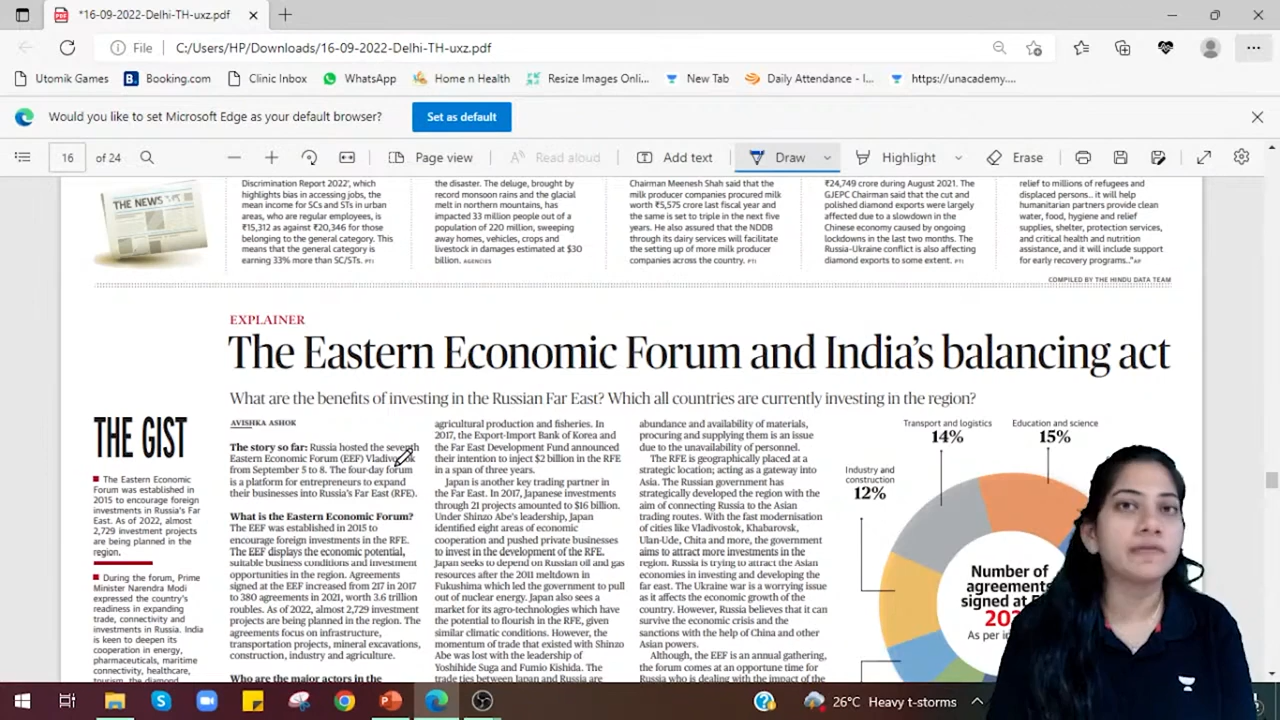 *16-09-2022-Delhi-TH-uxz.pdf
File
C:/Users/HP/Downloads/16-09-2022-Delhi-TH-uxz.pdf
Utomik Games
Booking.com
Clinic Inbox
WhatsApp
Home n Health
Resize Images Onli...
New Tab
Daily Attendance - I...
https://unacademy....
Would you like to set Microsoft Edge as your default browser?
Set as default
16 of 24
Page view
Read aloud
Add text
Draw
Highlight
Erase
THE NEWS
Discrimination Report 2022', which
highlights bias in accessing jobs, the
mean income for SCs and STs in urban
areas, who are regular employees, is
₹15,312 as against ₹20,346 for those
belonging to the general category. This
means that the general category is
earning 33% more than SC/STs. PTI
the disaster. The deluge, brought by
record monsoon rains and the glacial
melt in northern mountains, has
impacted 33 million people out of a
population of 220 million, sweeping
away homes, vehicles, crops and
livestock in damages estimated at $30
billion. AGENCIES
Chairman Meenesh Shah said that the
milk producer companies procured milk
worth ₹5,575 crore last fiscal year and
the same is set to triple in the next five
years. He also assured that the NDDB
through its dairy services will facilitate
the setting up of more milk producer
companies across the country. PTI
₹24,749 crore during August 2021. The
GJEPC Chairman said that the cut and
polished diamond exports were largely
affected due to a slowdown in the
Chinese economy caused by ongoing
lockdowns in the last two months. The
Russia-Ukraine conflict is also affecting
diamond exports to some extent. PTI
relief to millions of refugees and
displaced persons.. it will help
humanitarian partners provide clean
water, food, hygiene and relief
supplies, shelter, protection services,
and critical health and nutrition
assistance, and it will include support
for early recovery programs.." AP
COMPILED BY THE HINDU DATA TEAM
EXPLAINER
The Eastern Economic Forum and India's balancing act
What are the benefits of investing in the Russian Far East? Which all countries are currently investing in the region?
THE GIST
The Eastern Economic
Forum was established in
2015 to encourage foreign
investments in Russia's Far
East. As of 2022, almost
2,729 investment projects
are being planned in the
region.
During the forum, Prime
Minister Narendra Modi
expressed the country's
readiness in expanding
trade, connectivity and
investments in Russia. India
is keen to deepen its
cooperation in energy,
pharmaceuticals, maritime
connectivity, healthcare,
tourism, the diamond
AVISHKA ASHOK
The story so far: Russia hosted the seventh
Eastern Economic Forum (EEF) Vladivostok
from September 5 to 8. The four-day forum
is a platform for entrepreneurs to expand
their businesses into Russia's Far East (RFE).
What is the Eastern Economic Forum?
The EEF was established in 2015 to
encourage foreign investments in the RFE.
The EEF displays the economic potential,
suitable business conditions and investment
opportunities in the region. Agreements
signed at the EEF increased from 217 in 2017
to 380 agreements in 2021, worth 3.6 trillion
roubles. As of 2022, almost 2,729 investment
projects are being planned in the region. The
agreements focus on infrastructure,
transportation projects, mineral excavations,
construction, industry and agriculture.
Who are the major actors in the
agricultural production and fisheries. In
2017, the Export-Import Bank of Korea and
the Far East Development Fund announced
their intention to inject $2 billion in the RFE
in a span of three years.
Japan is another key trading partner in
the Far East. In 2017, Japanese investments
through 21 projects amounted to $16 billion.
Under Shinzo Abe's leadership, Japan
identified eight areas of economic
cooperation and pushed private businesses
to invest in the development of the RFE.
Japan seeks to depend on Russian oil and gas
resources after the 2011 meltdown in
Fukushima which led the government to pull
out of nuclear energy. Japan also sees a
market for its agro-technologies which have
the potential to flourish in the RFE, given
similar climatic conditions. However, the
momentum of trade that existed with Shinzo
Abe was lost with the leadership of
Yoshihide Suga and Fumio Kishida. The
trade ties between Japan and Russia are
abundance and availability of materials,
procuring and supplying them is an issue
due to the unavailability of personnel.
The RFE is geographically placed at a
strategic location; acting as a gateway into
Asia. The Russian government has
strategically developed the region with the
aim of connecting Russia to the Asian
trading routes. With the fast modernisation
of cities like Vladivostok, Khabarovsk,
Ulan-Ude, Chita and more, the government
aims to attract more investments in the
region. Russia is trying to attract the Asian
economies in investing and developing the
far east. The Ukraine war is a worrying issue
as it affects the economic growth of the
country. However, Russia believes that it can
survive the economic crisis and the
sanctions with the help of China and other
Asian powers.
Although, the EEF is an annual gathering,
the forum comes at an opportune time for
Russia who is dealing with the impact of the
Transport and logistics
14%
Education and science
15%
Industry and
construction
12%
Number of
agreements
signed at
As per
26°C Heavy t-storms